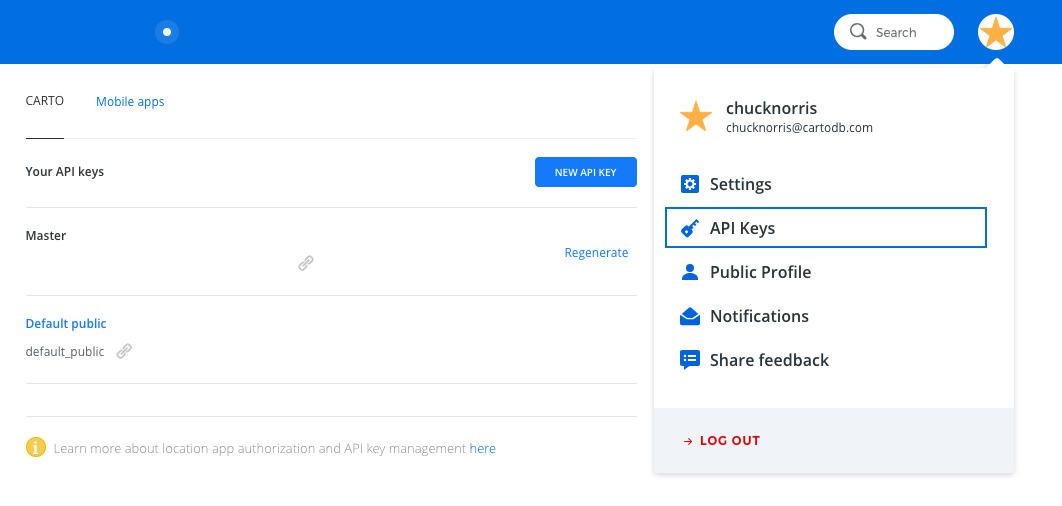 Search
CARTO
Mobile apps
Your API keys
NEW API KEY
Master
Regenerate
Default public
default_public
Learn more about location app authorization and API key management here
chucknorris
chucknorris@cartodb.com
Settings
API Keys
Public Profile
Notifications
Share feedback
LOG OUT